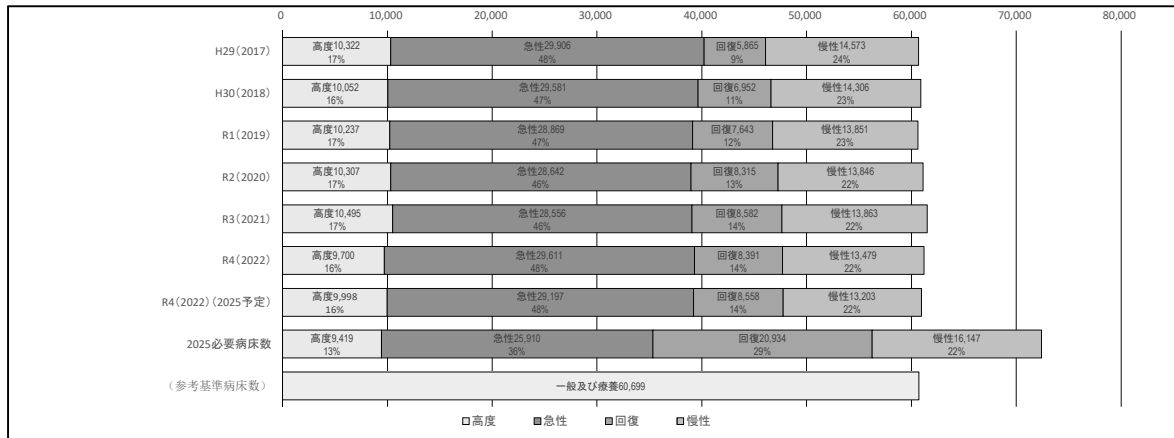 0 10,000 20,000 30,000 40,000 50,000 60,000 70,000 80,000
H29(2017) 高度10,322 急性29,906 回復5,865 慢性14,573
17% 48% 9% 24%
H30(2018) 高度10,052 急性29,581 回復6,952 慢性14,306
16% 47% 11% 23%
R1(2019) 高度10,237 急性28,869 回復7,643 慢性13,851
17% 47% 12% 23%
R2(2020) 高度10,307 急性28,642 回復8,315 慢性13,846
17% 46% 13% 22%
R3(2021) 高度10,495 急性28,556 回復8,582 慢性13,863
17% 46% 14% 22%
R4(2022) 高度9,700 急性29,611 回復8,391 慢性13,479
16% 48% 14% 22%
R4(2022)(2025予定) 高度9,998 急性29,197 回復8,558 慢性13,203
16% 48% 14% 22%
2025必要病床数 高度9,419 急性25,910 回復20,934 慢性16,147
13% 36% 29% 22%
(参考基準病床数) 一般及び療養60,699
高度 急性 回復 慢性